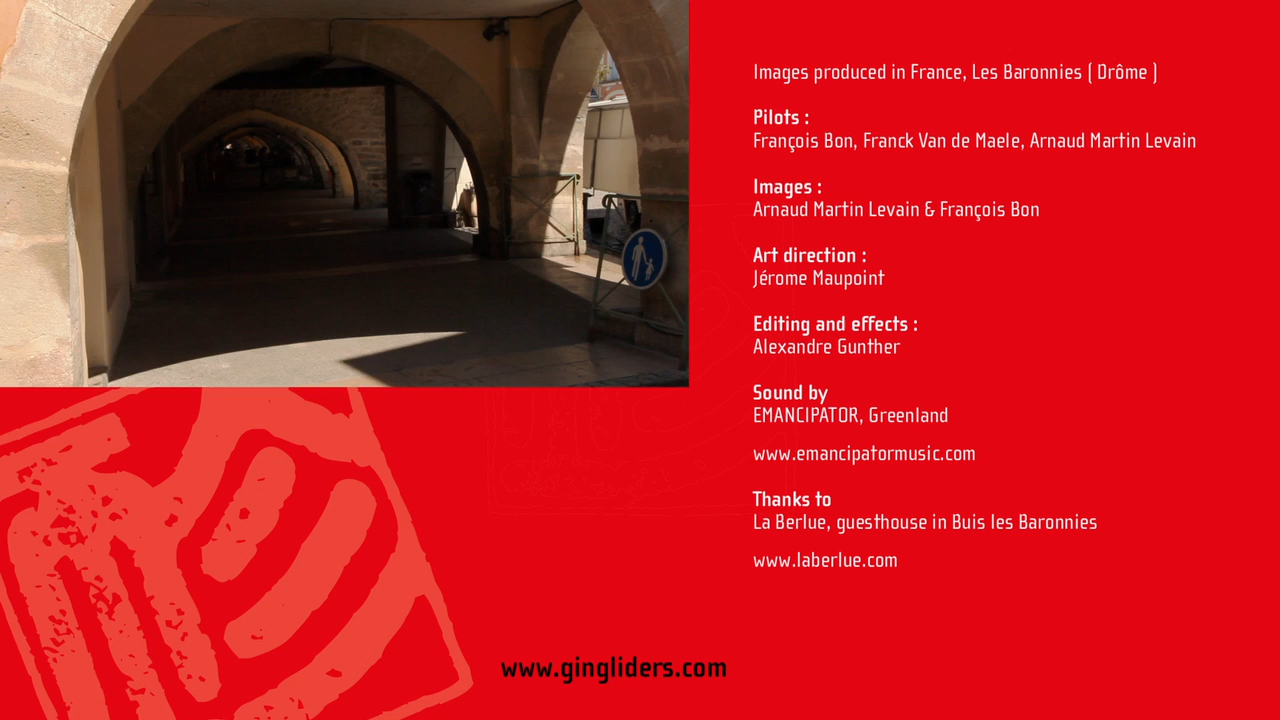 Images produced in France, Les Baronnies ( Drôme )
Pilots :
François Bon, Franck Van de Maele, Arnaud Martin Levain
Images :
Arnaud Martin Levain & François Bon
Art direction :
Jérome Maupoint
Editing and effects :
Alexandre Gunther
Sound by
EMANCIPATOR, Greenland
www.emancipatormusic.com
Thanks to
La Berlue, guesthouse in Buis les Baronnies
www.laberlue.com
www.gingliders.com